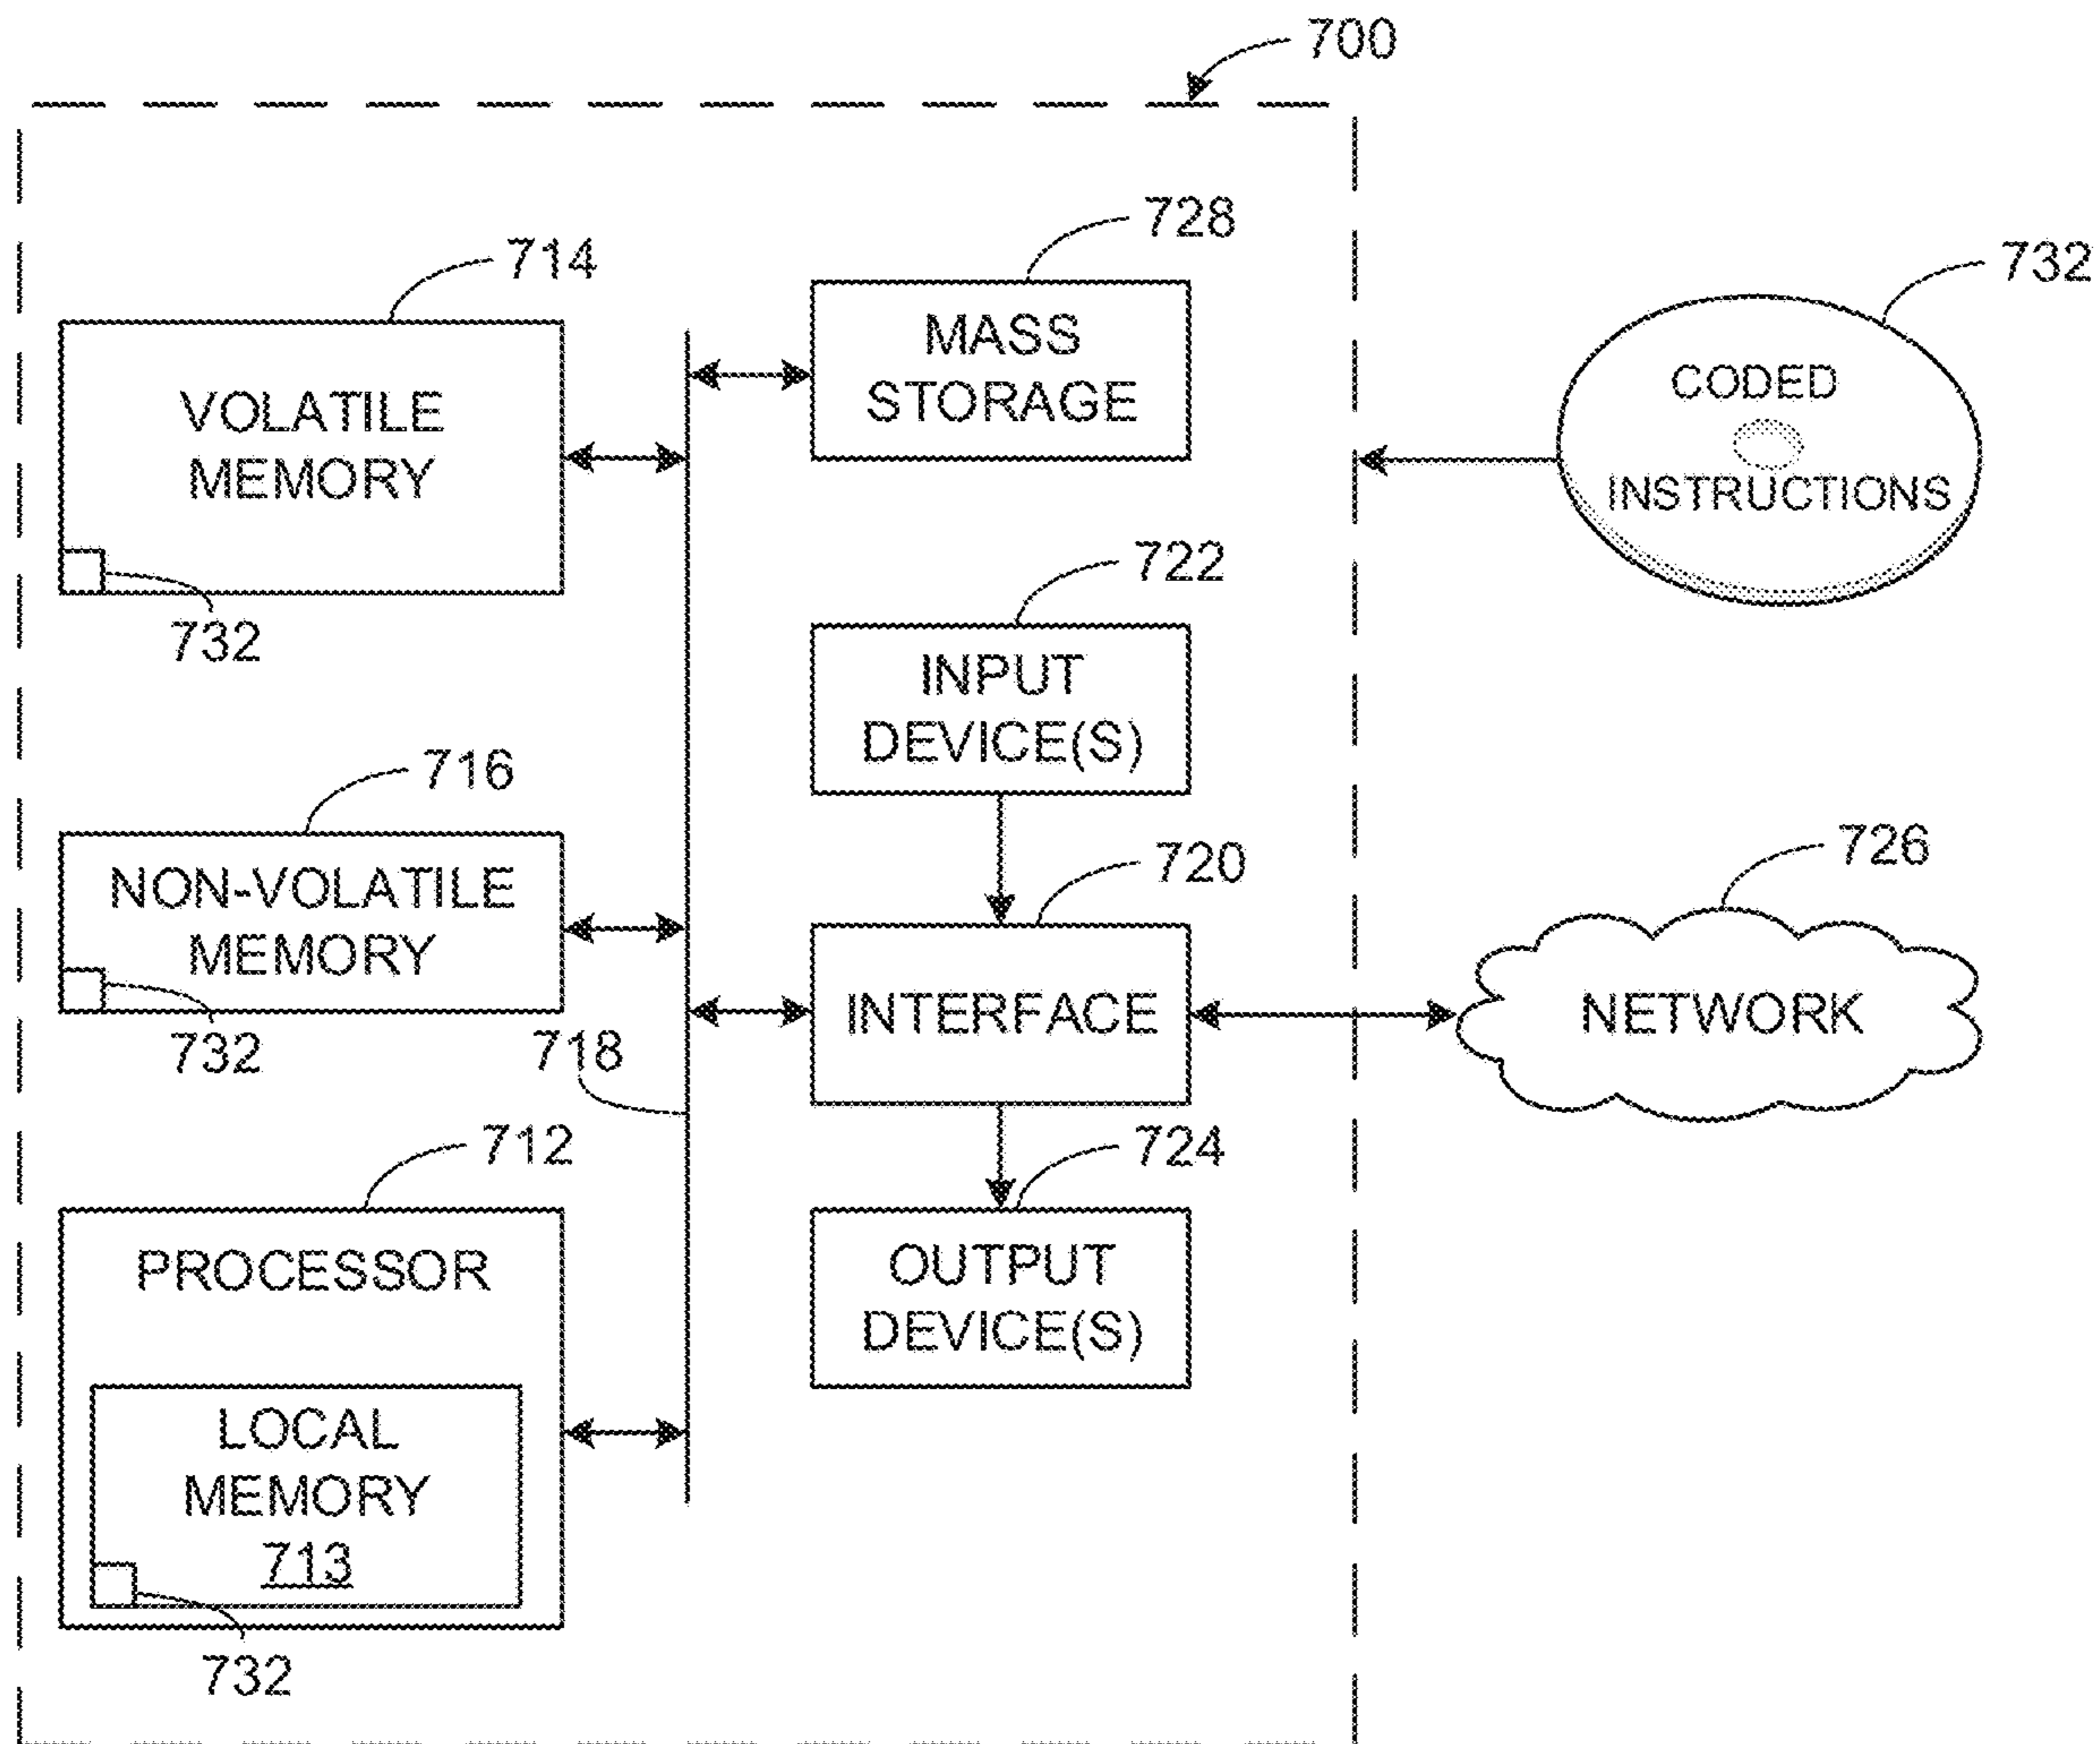 700
728
714
732
MASS
STORAGE
VOLATILE
MEMORY
CODED
INSTRUCTIONS
732
722
INPUT
DEVICE(S)
716
720
726
NON-VOLATILE
MEMORY
INTERFACE
NETWORK
732
718
712
724
PROCESSOR
OUTPUT
DEVICE(S)
LOCAL
MEMORY
713
732